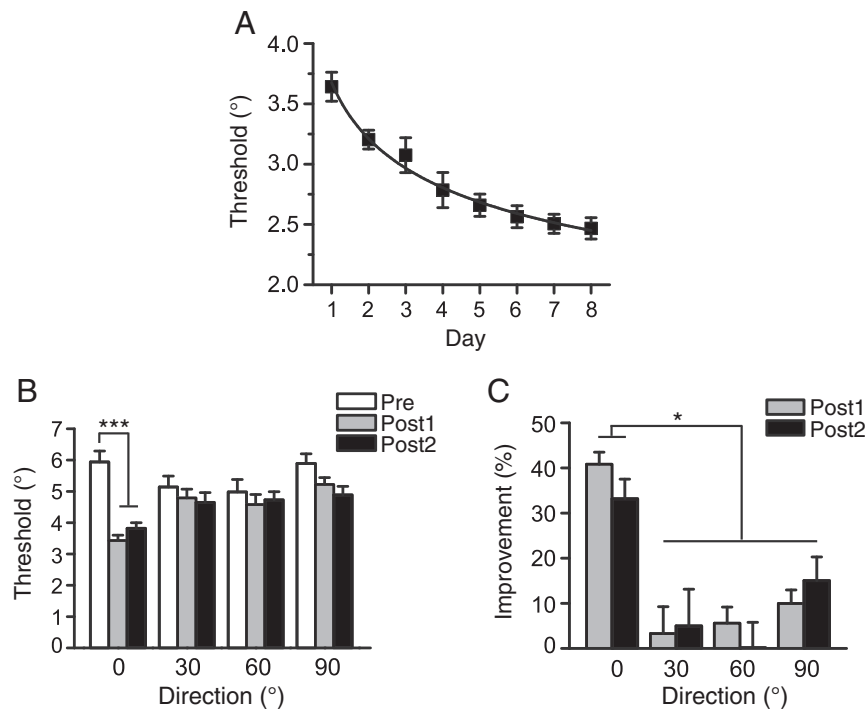 A
Threshold (°)
4.0
3.5
3.0
2.5
2.0
1 2 3 4 5 6 7 8
Day
B
Threshold (°)
7
6
5
4
3
2
1
0
***
Pre
Post1
Post2
0 30 60 90
Direction (°)
C
Improvement (%)
50
40
30
20
10
0
*
Post1
Post2
0 30 60 90
Direction (°)